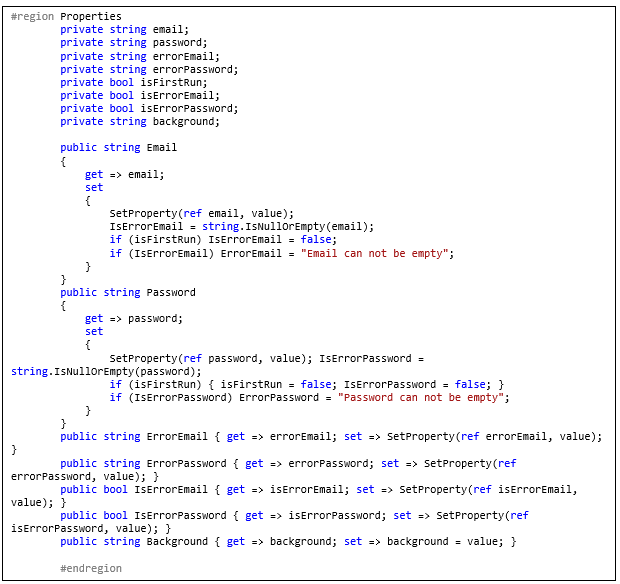 #region Properties
private string email;
private string password;
private string errorEmail;
private string errorPassword;
private bool isFirstRun;
private bool isErrorEmail;
private bool isErrorPassword;
private string background;
public string Email
{
get => email;
set
{
SetProperty(ref email, value);
IsErrorEmail = string.IsNullOrEmpty(email);
if (isFirstRun) IsErrorEmail = false;
if (IsErrorEmail) ErrorEmail = "Email can not be empty";
}
}
public string Password
{
get => password;
set
{
SetProperty(ref password, value); IsErrorPassword =
string.IsNullOrEmpty(password);
if (isFirstRun) { isFirstRun = false; IsErrorPassword = false; }
if (IsErrorPassword) ErrorPassword = "Password can not be empty";
}
}
public string ErrorEmail { get => errorEmail; set => SetProperty(ref errorEmail, value);
}
public string ErrorPassword { get => errorPassword; set => SetProperty(ref
errorPassword, value); }
public bool IsErrorEmail { get => isErrorEmail; set => SetProperty(ref isErrorEmail,
value); }
public bool IsErrorPassword { get => isErrorPassword; set => SetProperty(ref
isErrorPassword, value); }
public string Background { get => background; set => background = value; }
#endregion